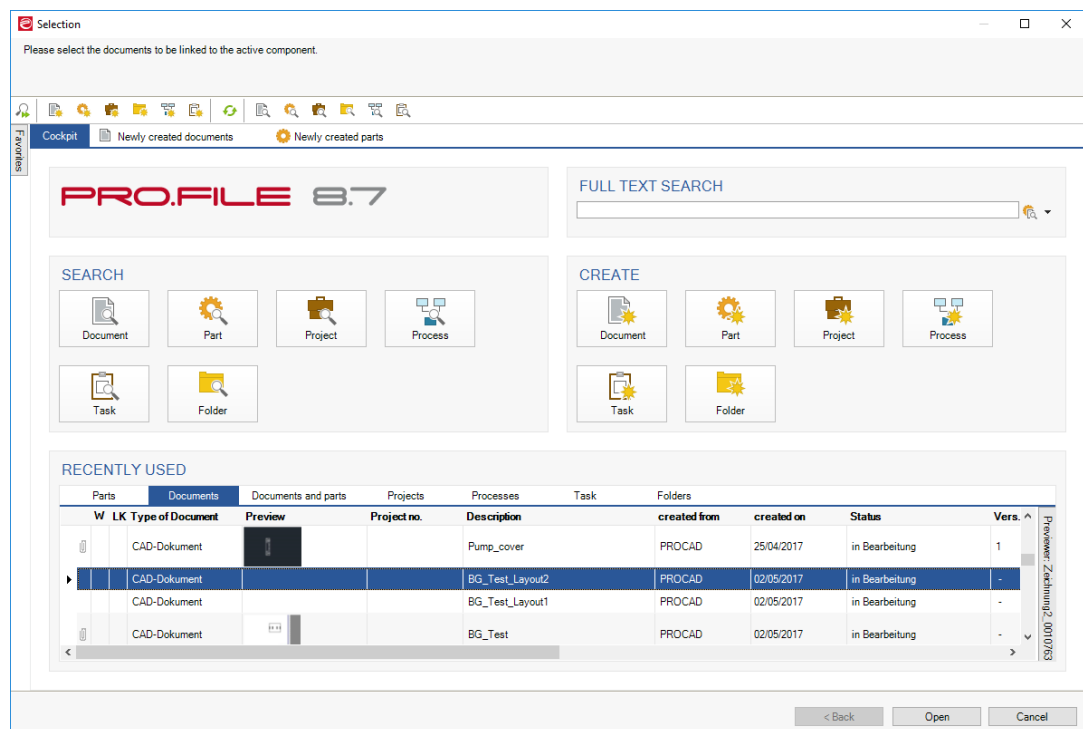 Selection
Please select the documents to be linked to the active component.
Favorites
Cockpit Newly created documents Newly created parts
PRO.FILE 8.7
FULL TEXT SEARCH
SEARCH
Document Part Project Process
Task Folder
CREATE
Document Part Project Process
Task Folder
RECENTLY USED
Parts Documents Documents and parts Projects Processes Task Folders
W LK Type of Document Preview Project no. Description created from created on Status Vers.
CAD-Dokument Pump_cover PROCAD 25/04/2017 in Bearbeitung 1
CAD-Dokument BG_Test_Layout2 PROCAD 02/05/2017 in Bearbeitung -
CAD-Dokument BG_Test_Layout1 PROCAD 02/05/2017 in Bearbeitung -
CAD-Dokument BG_Test PROCAD 02/05/2017 in Bearbeitung -
Previewer: Zeichnung2_0010763
< Back Open Cancel